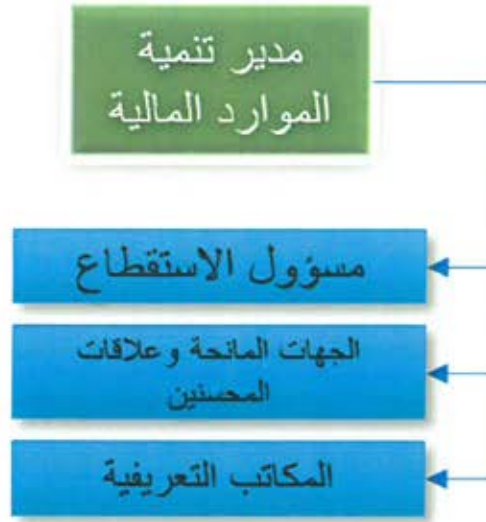 مدير تنمية
الموارد المالية
مسؤول الاستقطاع
الجهات المانحة وعلاقات
المحسنين
المكاتب التعريفية